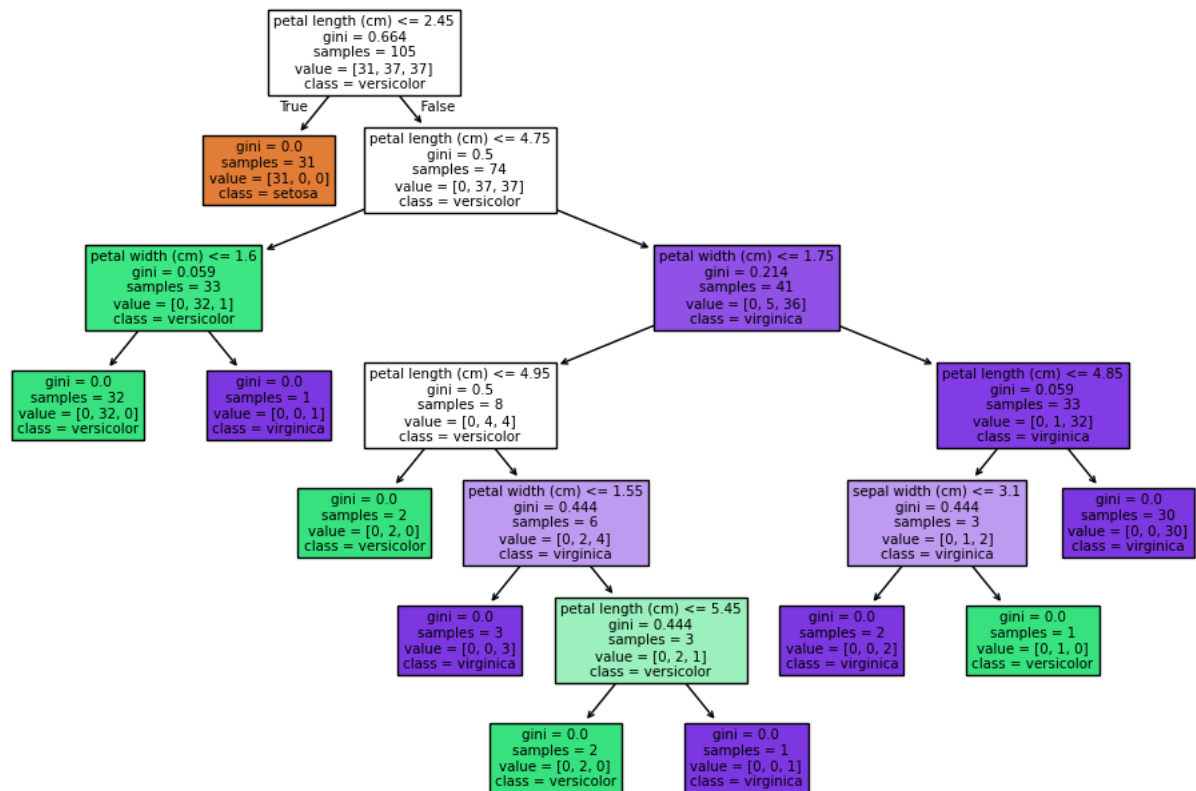 petal length (cm) <= 2.45
gini = 0.664
samples = 105
value = [31, 37, 37]
class = versicolor
True
False
gini = 0.0
samples = 31
value = [31, 0, 0]
class = setosa
petal length (cm) <= 4.75
gini = 0.5
samples = 74
value = [0, 37, 37]
class = versicolor
petal width (cm) <= 1.6
gini = 0.059
samples = 33
value = [0, 32, 1]
class = versicolor
petal width (cm) <= 1.75
gini = 0.214
samples = 41
value = [0, 5, 36]
class = virginica
gini = 0.0
samples = 32
value = [0, 32, 0]
class = versicolor
gini = 0.0
samples = 1
value = [0, 0, 1]
class = virginica
petal length (cm) <= 4.95
gini = 0.5
samples = 8
value = [0, 4, 4]
class = versicolor
petal length (cm) <= 4.85
gini = 0.059
samples = 33
value = [0, 1, 32]
class = virginica
gini = 0.0
samples = 2
value = [0, 2, 0]
class = versicolor
petal width (cm) <= 1.55
gini = 0.444
samples = 6
value = [0, 2, 4]
class = virginica
sepal width (cm) <= 3.1
gini = 0.444
samples = 3
value = [0, 1, 2]
class = virginica
gini = 0.0
samples = 30
value = [0, 0, 30]
class = virginica
gini = 0.0
samples = 3
value = [0, 0, 3]
class = virginica
petal length (cm) <= 5.45
gini = 0.444
samples = 3
value = [0, 2, 1]
class = versicolor
gini = 0.0
samples = 2
value = [0, 0, 2]
class = virginica
gini = 0.0
samples = 1
value = [0, 1, 0]
class = versicolor
gini = 0.0
samples = 2
value = [0, 2, 0]
class = versicolor
gini = 0.0
samples = 1
value = [0, 0, 1]
class = virginica